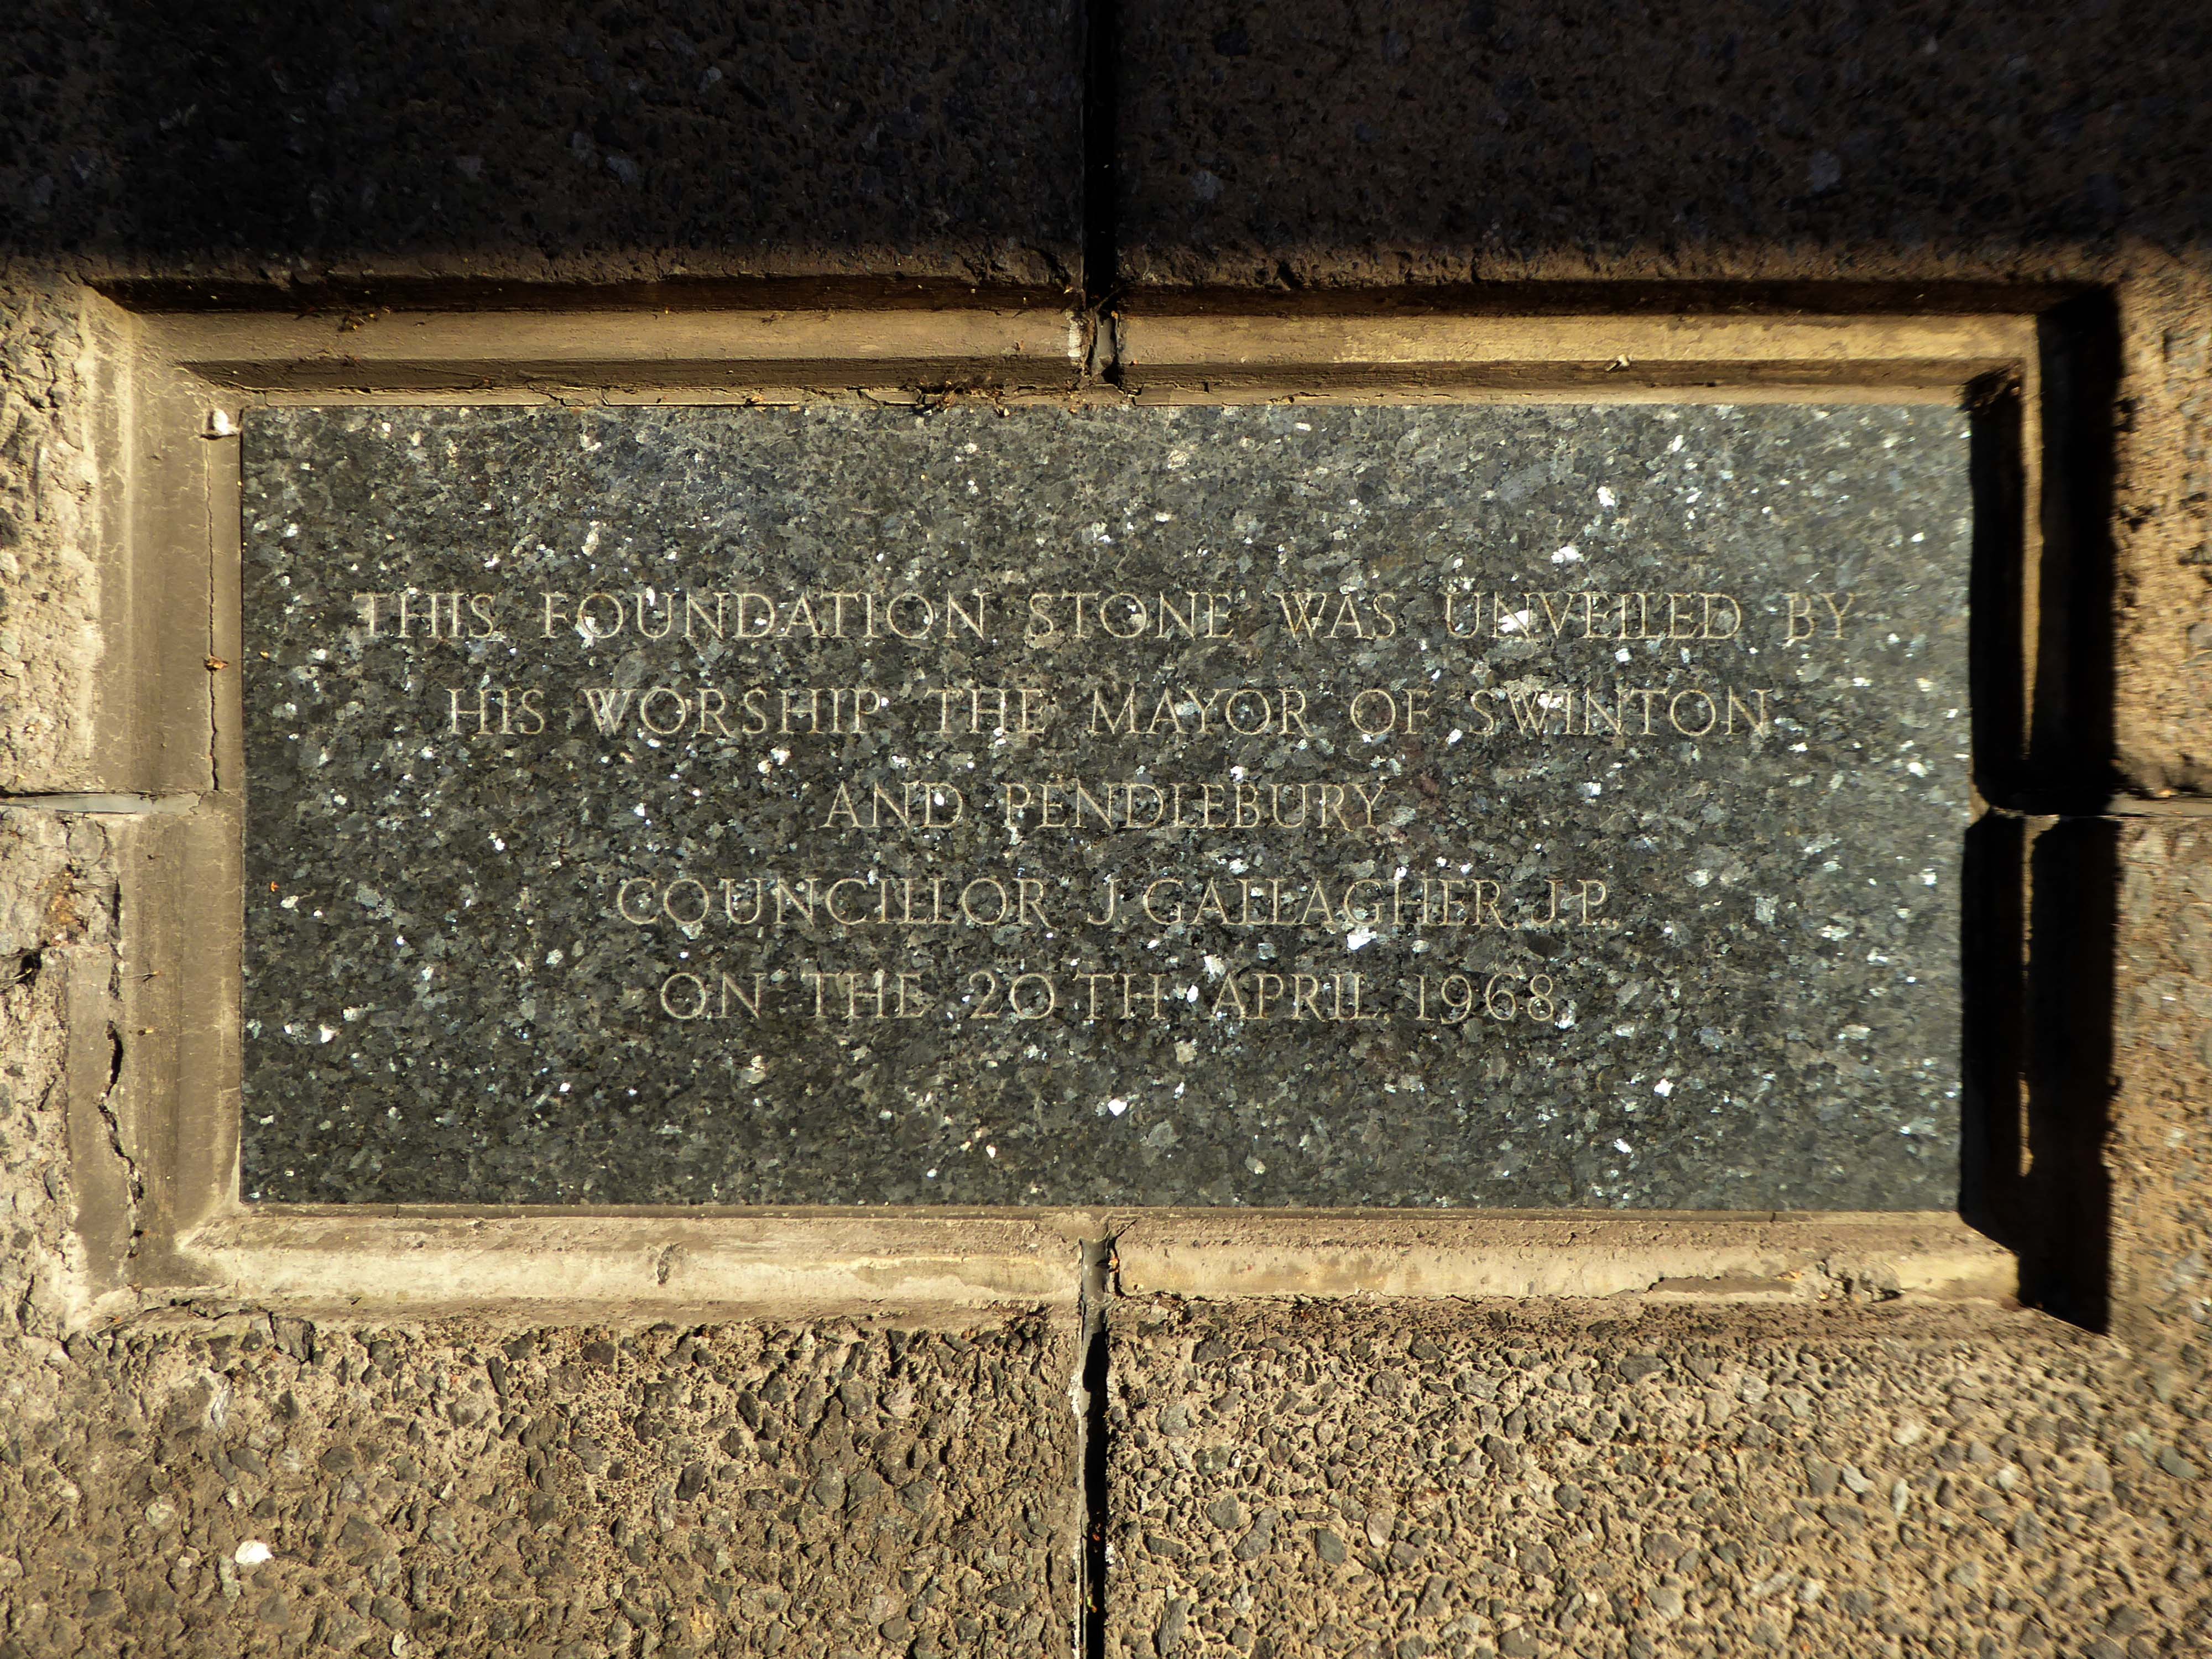 THIS FOUNDATION STONE WAS UNVEILED BY
HIS WORSHIP THE MAYOR OF SWINTON
AND PENDLEBURY
COUNCILLOR J GALLAGHER. J.P.
ON THE 20TH APRIL. 1968.